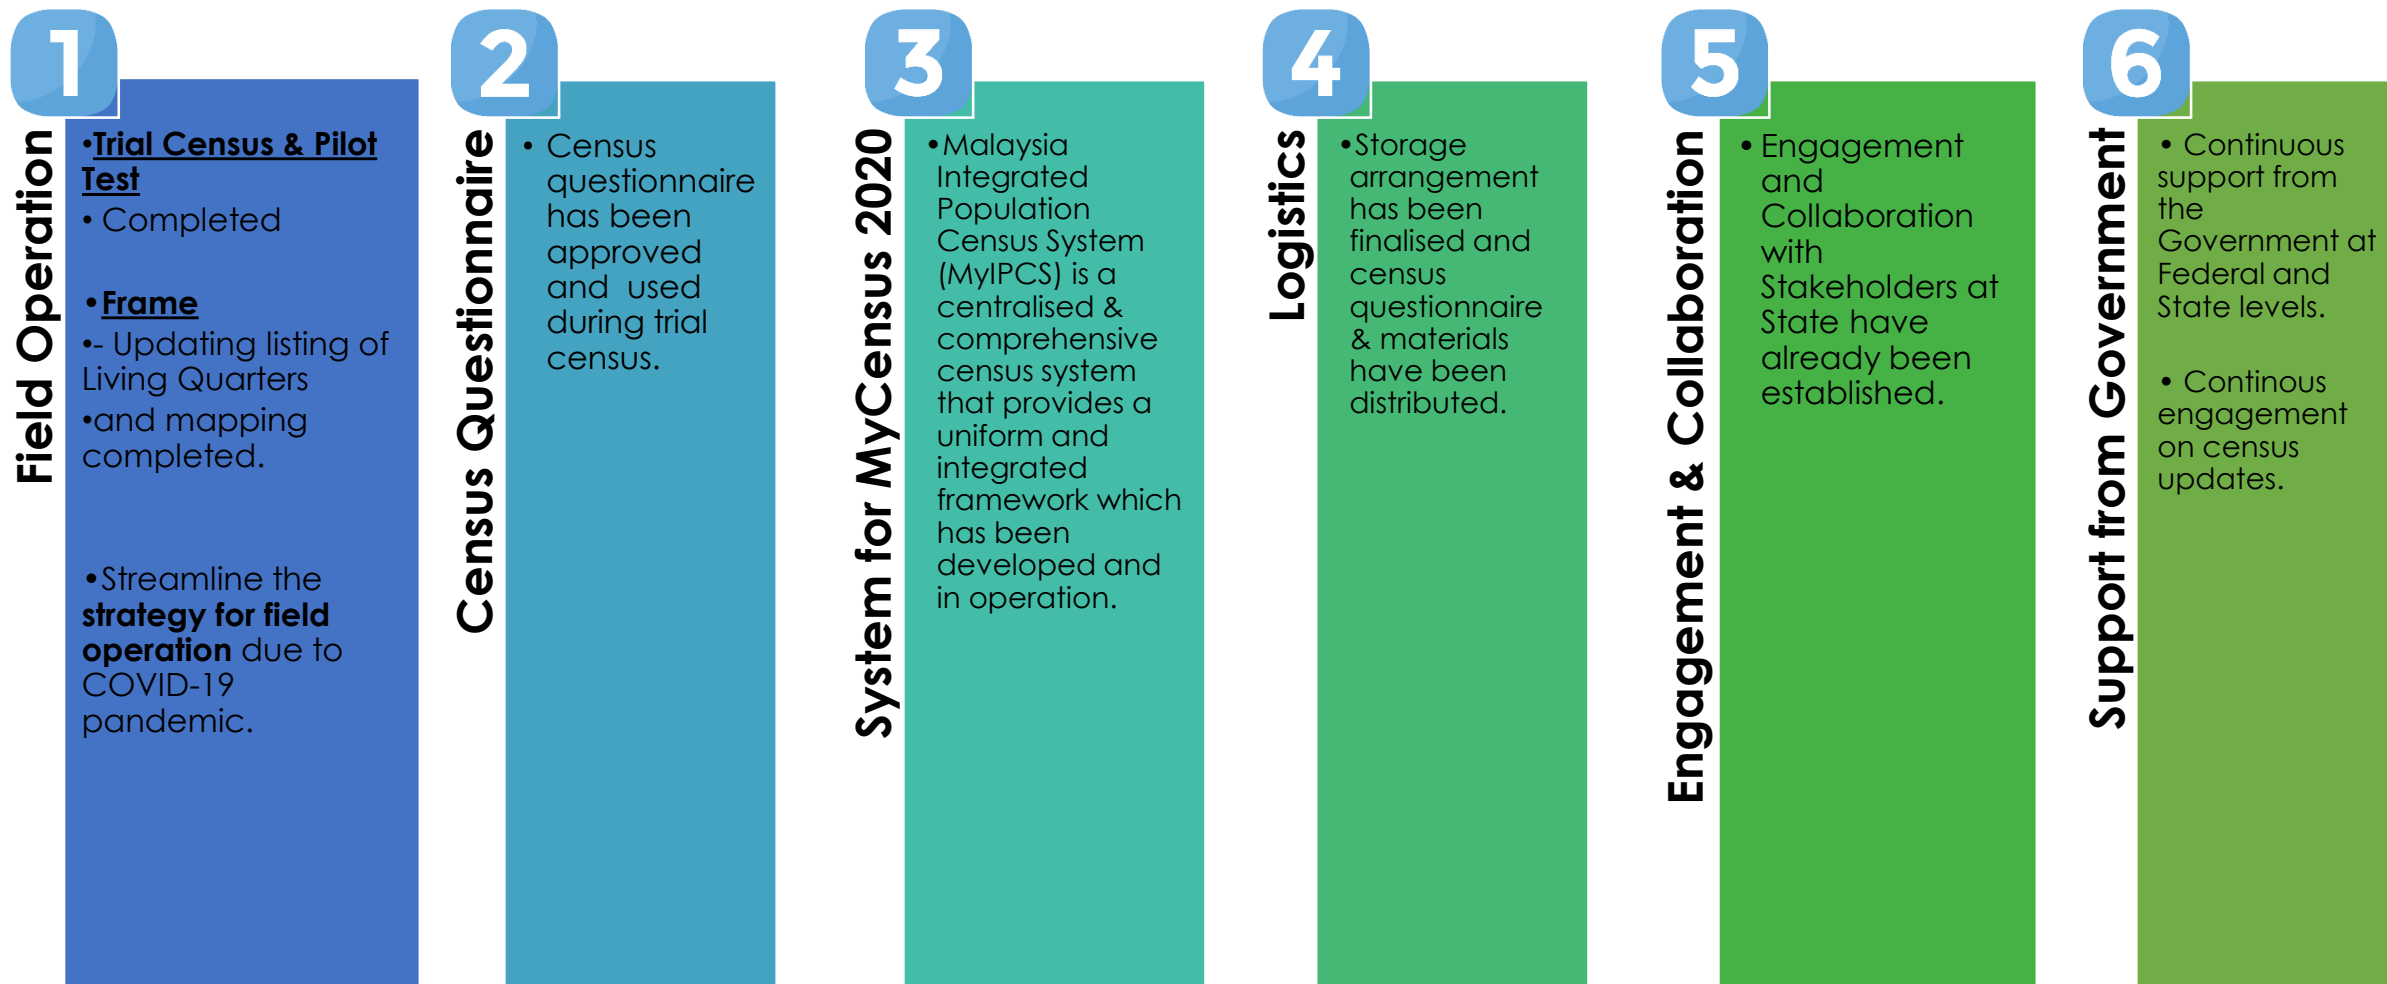 1
Field Operation
•Trial Census & Pilot
Test
• Completed
•Frame
•- Updating listing of
Living Quarters
•and mapping
completed.
•Streamline the
strategy for field
operation due to
COVID-19
pandemic.
2
Census Questionnaire
• Census
questionnaire
has been
approved
and used
during trial
census.
3
System for MyCensus 2020
•Malaysia
Integrated
Population
Census System
(MyIPCS) is a
centralised &
comprehensive
census system
that provides a
uniform and
integrated
framework which
has been
developed and
in operation.
4
Logistics
•Storage
arrangement
has been
finalised and
census
questionnaire
& materials
have been
distributed.
5
Engagement & Collaboration
• Engagement
and
Collaboration
with
Stakeholders at
State have
already been
established.
6
Support from Government
• Continuous
support from
the
Government at
Federal and
State levels.
• Continous
engagement
on census
updates.